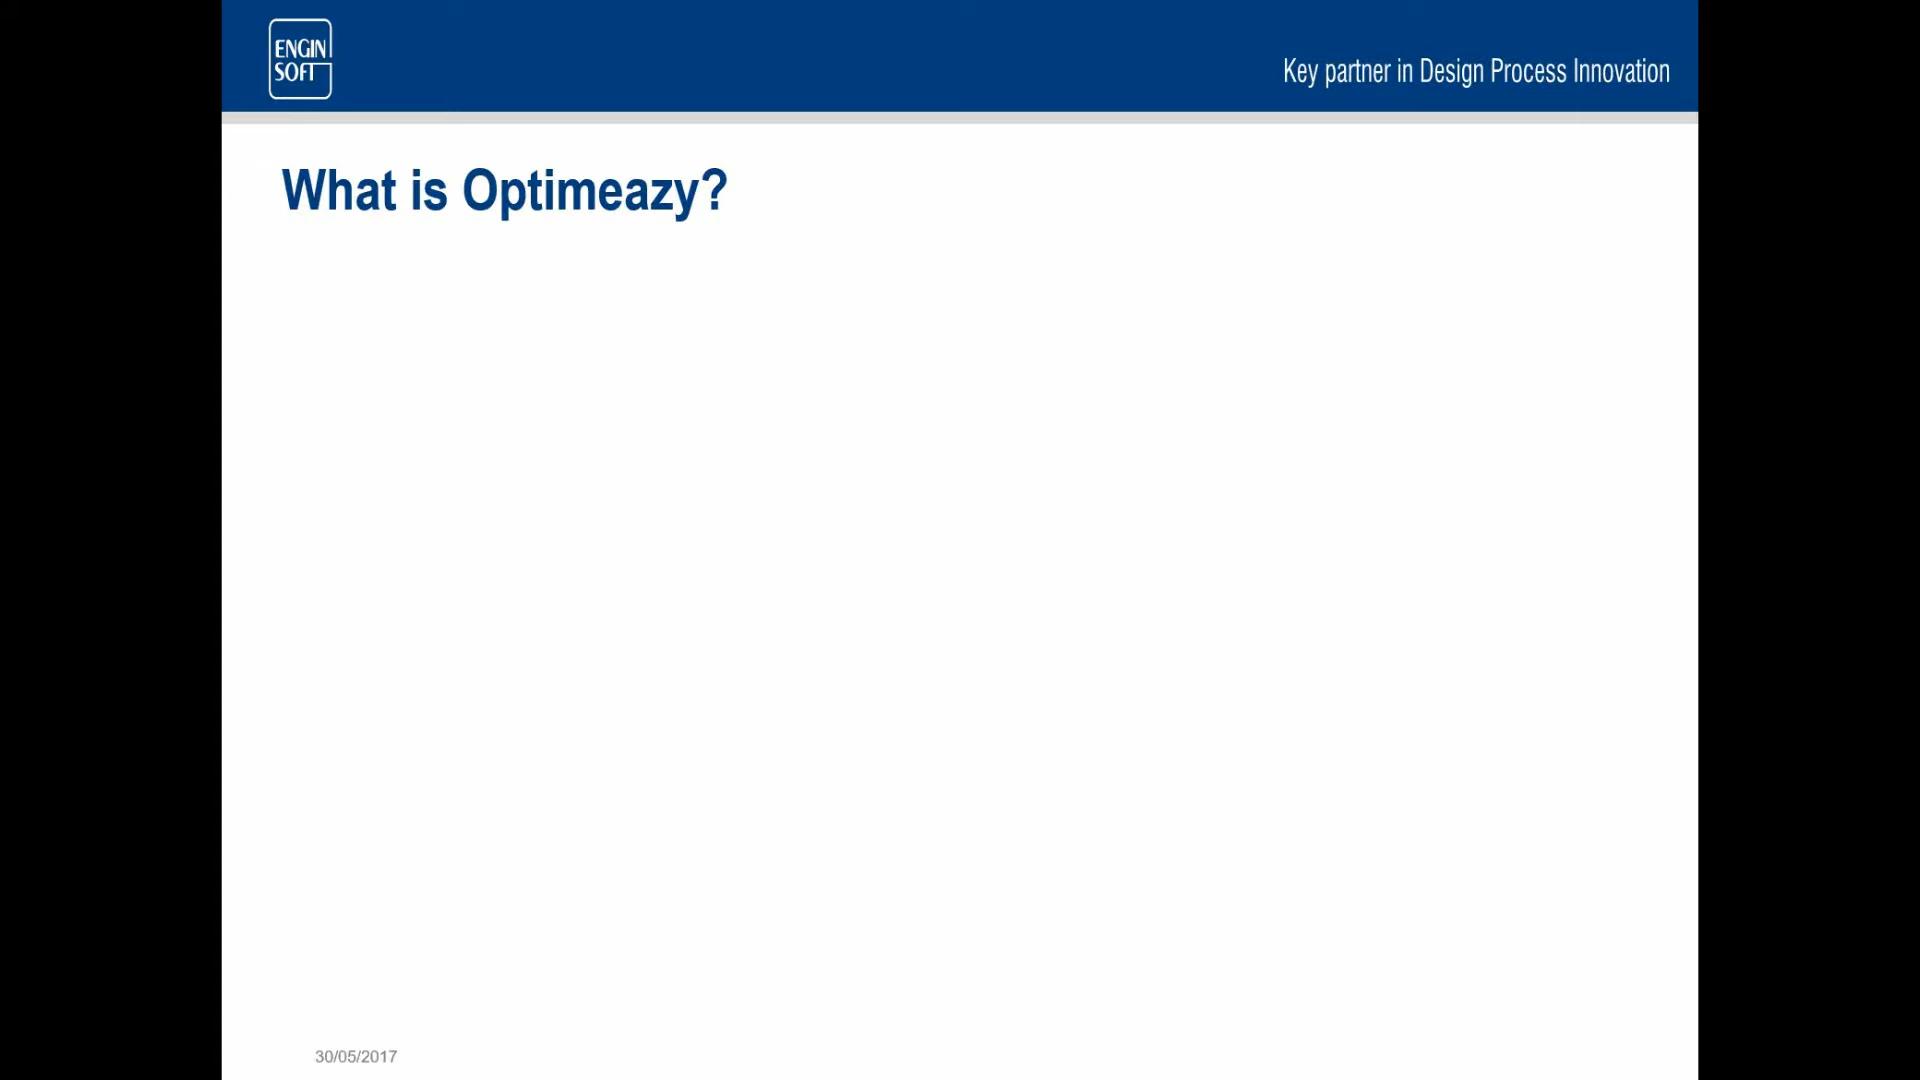 ENGIN
SOFT
Key partner in Design Process Innovation
What is Optimeazy?
30/05/2017